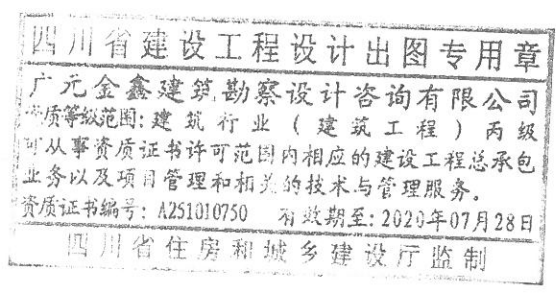 四川省建设工程设计出图专用章
广元金鑫建筑勘察设计咨询有限公司
资质等级范围:建筑行业(建筑工程)丙级
可从事资质证书许可范围内相应的建设工程总承包
业务以及项目管理和相关的技术与管理服务。
资质证书编号:A251010750 有效期至:2020年07月28日
四川省住房和城乡建设厅监制